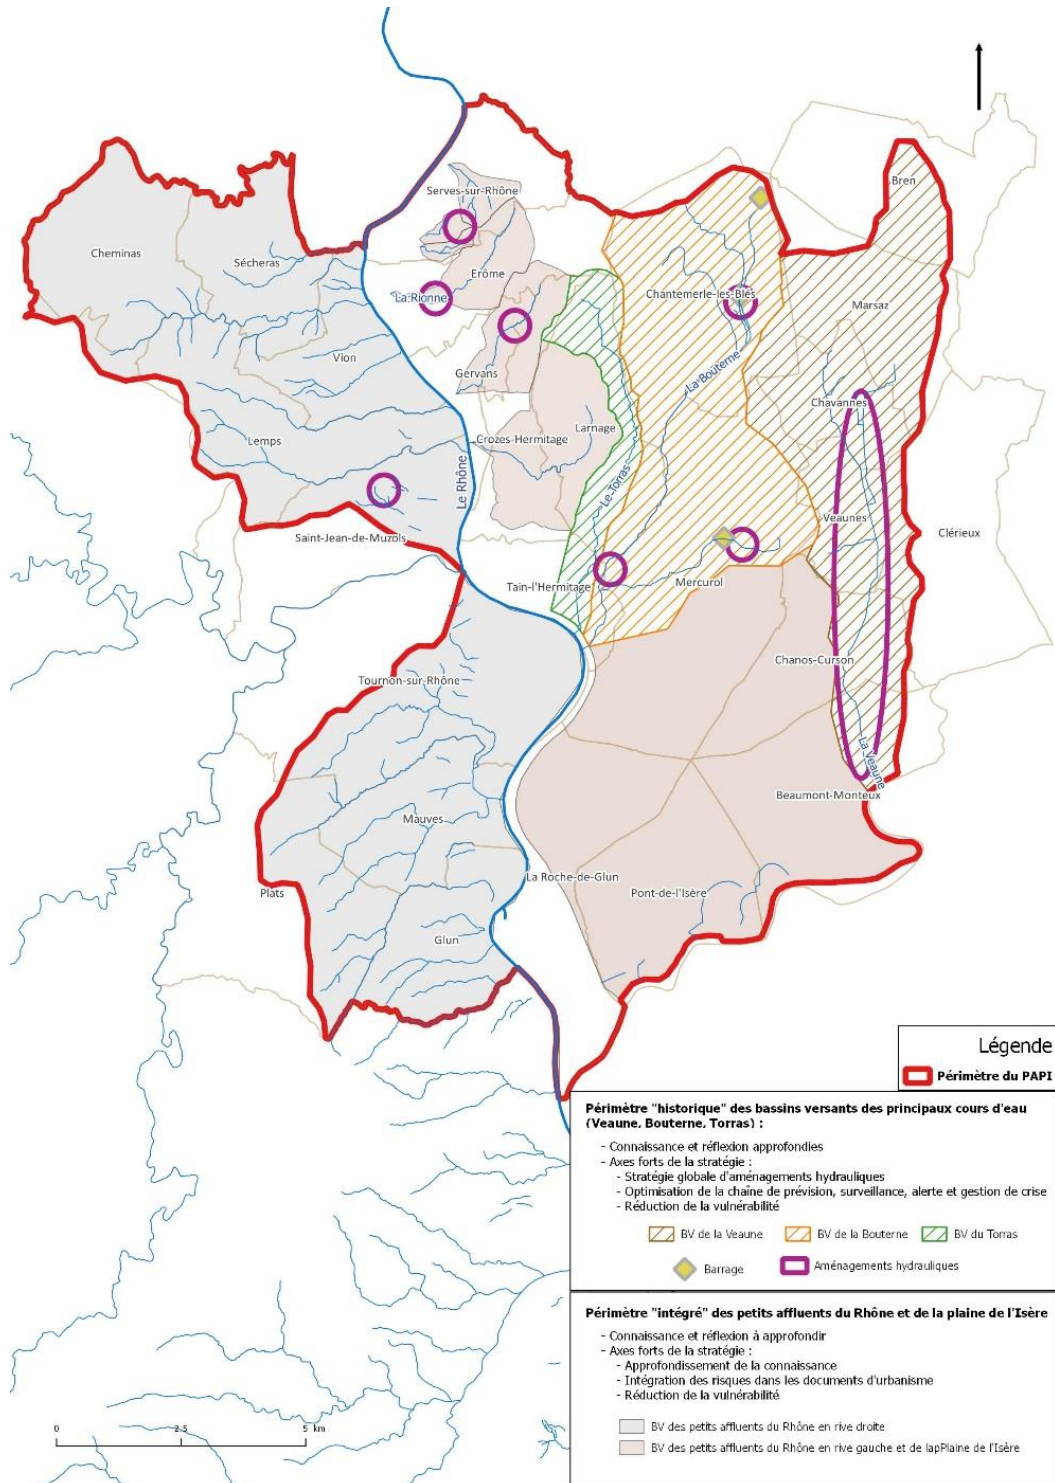 Serves-sur-Rhône
Bren
Cheminas
Sécheras
Erôme
La Rionne
Chantemerle-les-Blés
Marsaz
Vion
La Bouterne
Gervans
Chavannes
Lemps
Crozes-Hermitage
Larnage
Le Rhône
Le Torras
Veaunes
Clérieux
Saint-Jean-de-Muzols
Tain-l'Hermitage
Mercurol
Chanos-Curson
Tournon-sur-Rhône
La Veaune
Beaumont-Monteux
Mauves
La Roche-de-Glun
Plats
Pont-de-l'Isère
Glun
Légende
Périmètre du PAPI
Périmètre "historique" des bassins versants des principaux cours d'eau
(Veaune, Bouterne, Torras) :
- Connaissance et réflexion approfondies
- Axes forts de la stratégie :
- Stratégie globale d'aménagements hydrauliques
- Optimisation de la chaîne de prévision, surveillance, alerte et gestion de crise
- Réduction de la vulnérabilité
BV de la Veaune BV de la Bouterne BV du Torras
Barrage Aménagements hydrauliques
Périmètre "intégré" des petits affluents du Rhône et de la plaine de l'Isère
- Connaissance et réflexion à approfondir
- Axes forts de la stratégie :
- Approfondissement de la connaissance
- Intégration des risques dans les documents d'urbanisme
- Réduction de la vulnérabilité
BV des petits affluents du Rhône en rive droite
BV des petits affluents du Rhône en rive gauche et de lapPlaine de l'Isère
0 2.5 5 km